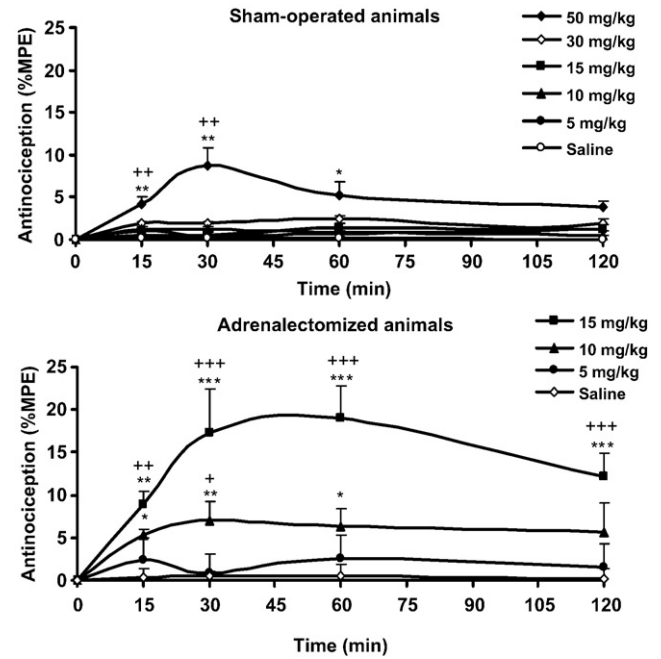 Sham-operated animals
50 mg/kg
30 mg/kg
15 mg/kg
10 mg/kg
5 mg/kg
Saline
Antinociception (%MPE)
25
20
15
10
5
0
++
**
++
**
*
0 15 30 45 60 75 90 105 120
Time (min)
Adrenalectomized animals
15 mg/kg
10 mg/kg
5 mg/kg
Saline
Antinociception (%MPE)
25
20
15
10
5
0
+++
***
+++
***
+++
***
++
**
*
+
**
*
0 15 30 45 60 75 90 105 120
Time (min)